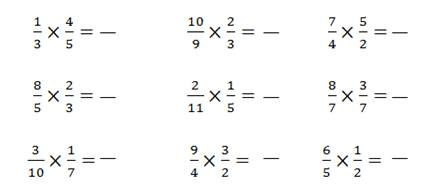 1/3 × 4/5 = — 10/9 × 2/3 = — 7/4 × 5/2 = —
8/5 × 2/3 = — 2/11 × 1/5 = — 8/7 × 3/7 = —
3/10 × 1/7 = — 9/4 × 3/2 = — 6/5 × 1/2 = —